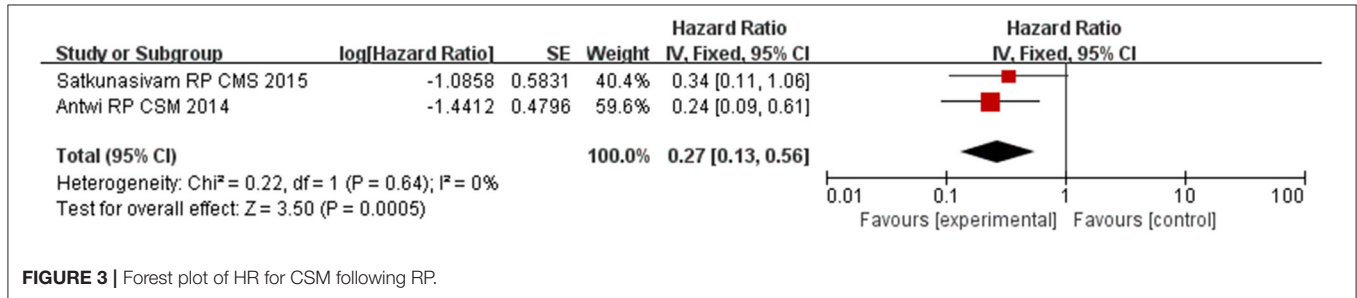 Hazard Ratio Hazard Ratio
Study or Subgroup log[Hazard Ratio] SE Weight IV, Fixed, 95% CI IV, Fixed, 95% CI
Satkunasivam RP CMS 2015 -1.0858 0.5831 40.4% 0.34 [0.11, 1.06]
Antwi RP CSM 2014 -1.4412 0.4796 59.6% 0.24 [0.09, 0.61]
Total (95% CI) 100.0% 0.27 [0.13, 0.56]
Heterogeneity: Chi² = 0.22, df = 1 (P = 0.64); I² = 0%
Test for overall effect: Z = 3.50 (P = 0.0005)
0.01 0.1 1 10 100
Favours [experimental] Favours [control]
FIGURE 3 | Forest plot of HR for CSM following RP.